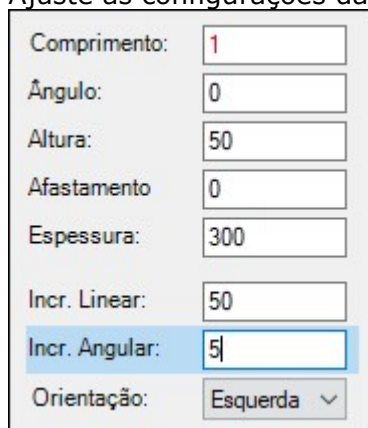 Ajuste as configurações da
Comprimento: 1
Ângulo: 0
Altura: 50
Afastamento 0
Espessura: 300
Incr. Linear: 50
Incr. Angular: 5
Orientação: Esquerda